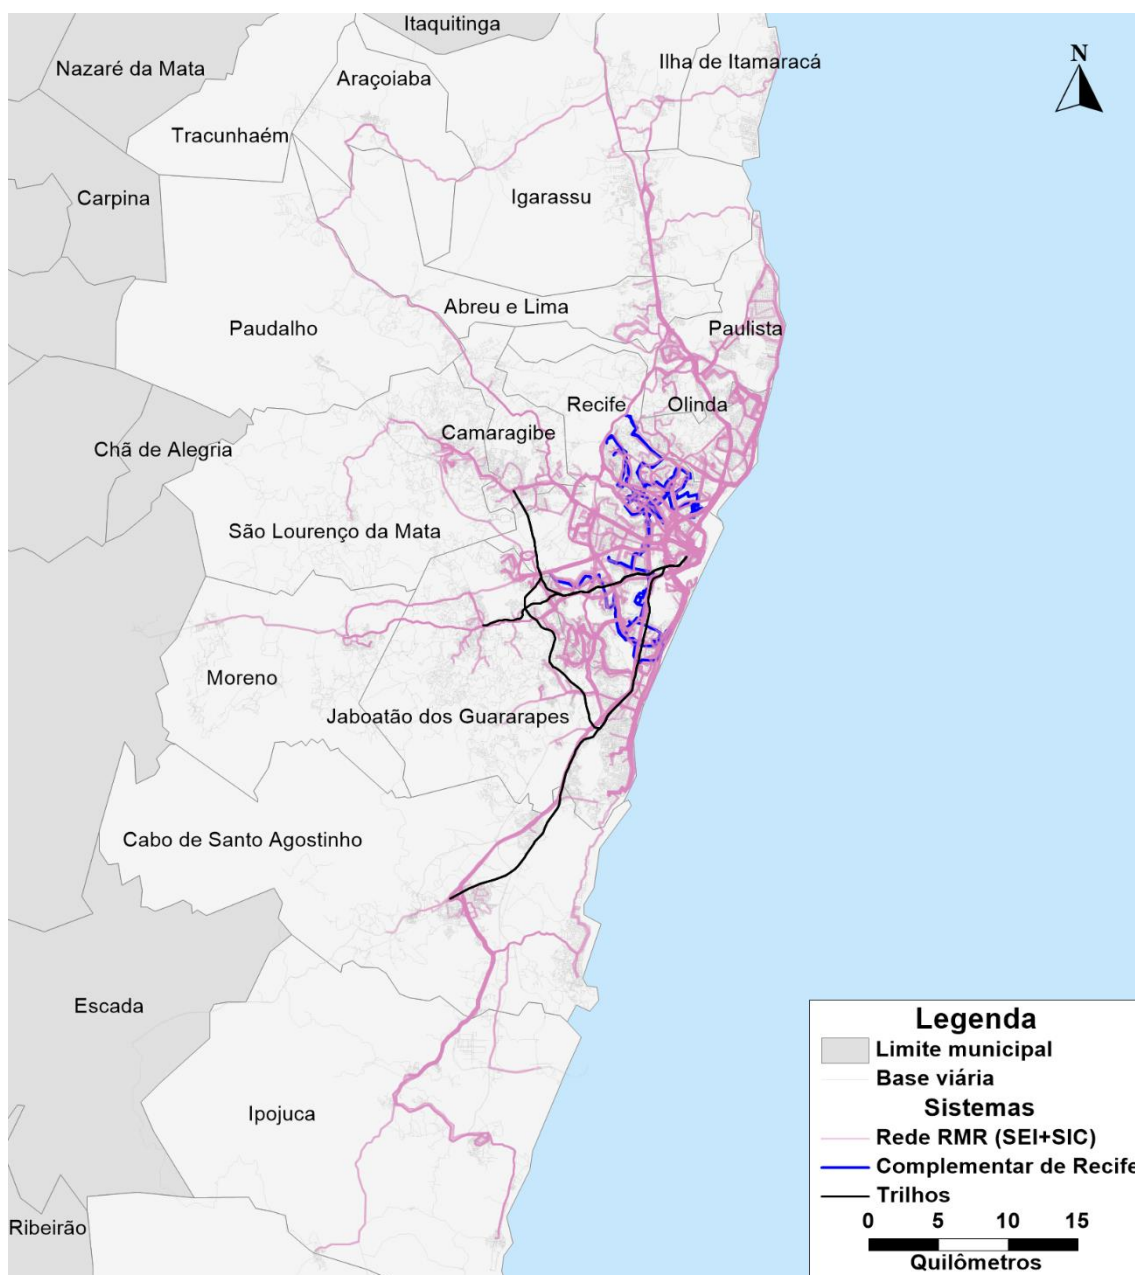 Itaquitinga
Nazaré da Mata
Ilha de Itamaracá
N
Araçoiaba
Tracunhaém
Carpina
Igarassu
Abreu e Lima
Paudalho
Paulista
Recife
Olinda
Camaragibe
Chã de Alegria
São Lourenço da Mata
Moreno
Jaboatão dos Guararapes
Cabo de Santo Agostinho
Escada
Ipojuca
Ribeirão
Legenda
Limite municipal
Base viária
Sistemas
Rede RMR (SEI+SIC)
Complementar de Recife
Trilhos
0 5 10 15
Quilômetros